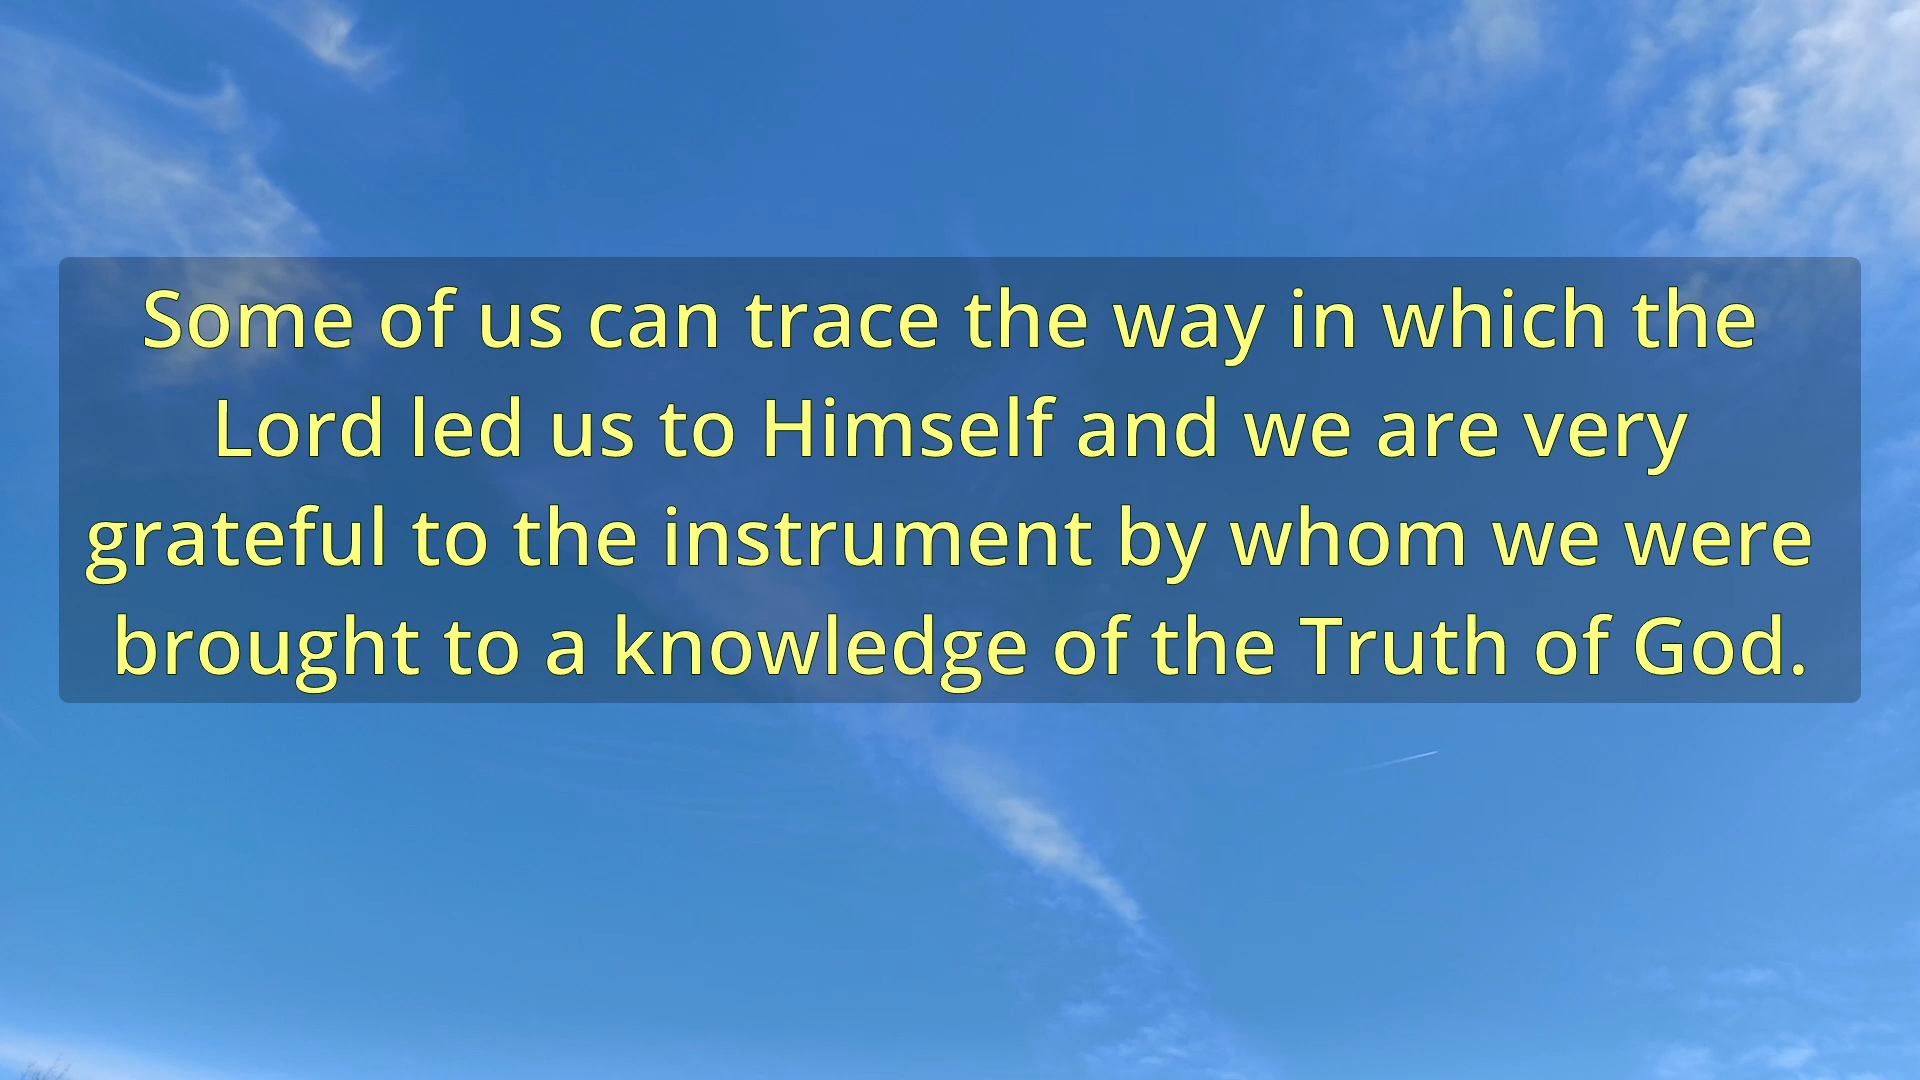 Some of us can trace the way in which the
Lord led us to Himself and we are very
grateful to the instrument by whom we were
brought to a knowledge of the Truth of God.